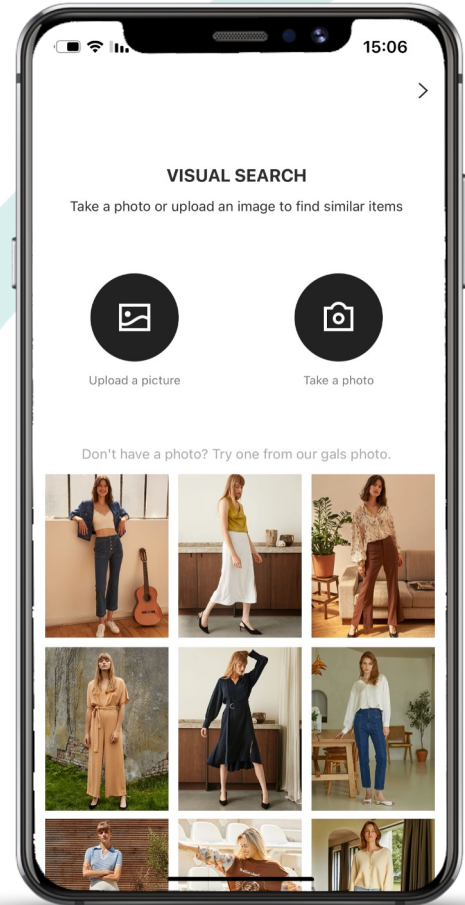 15:06
VISUAL SEARCH
Take a photo or upload an image to find similar items
Upload a picture
Take a photo
Don't have a photo? Try one from our gals photo.